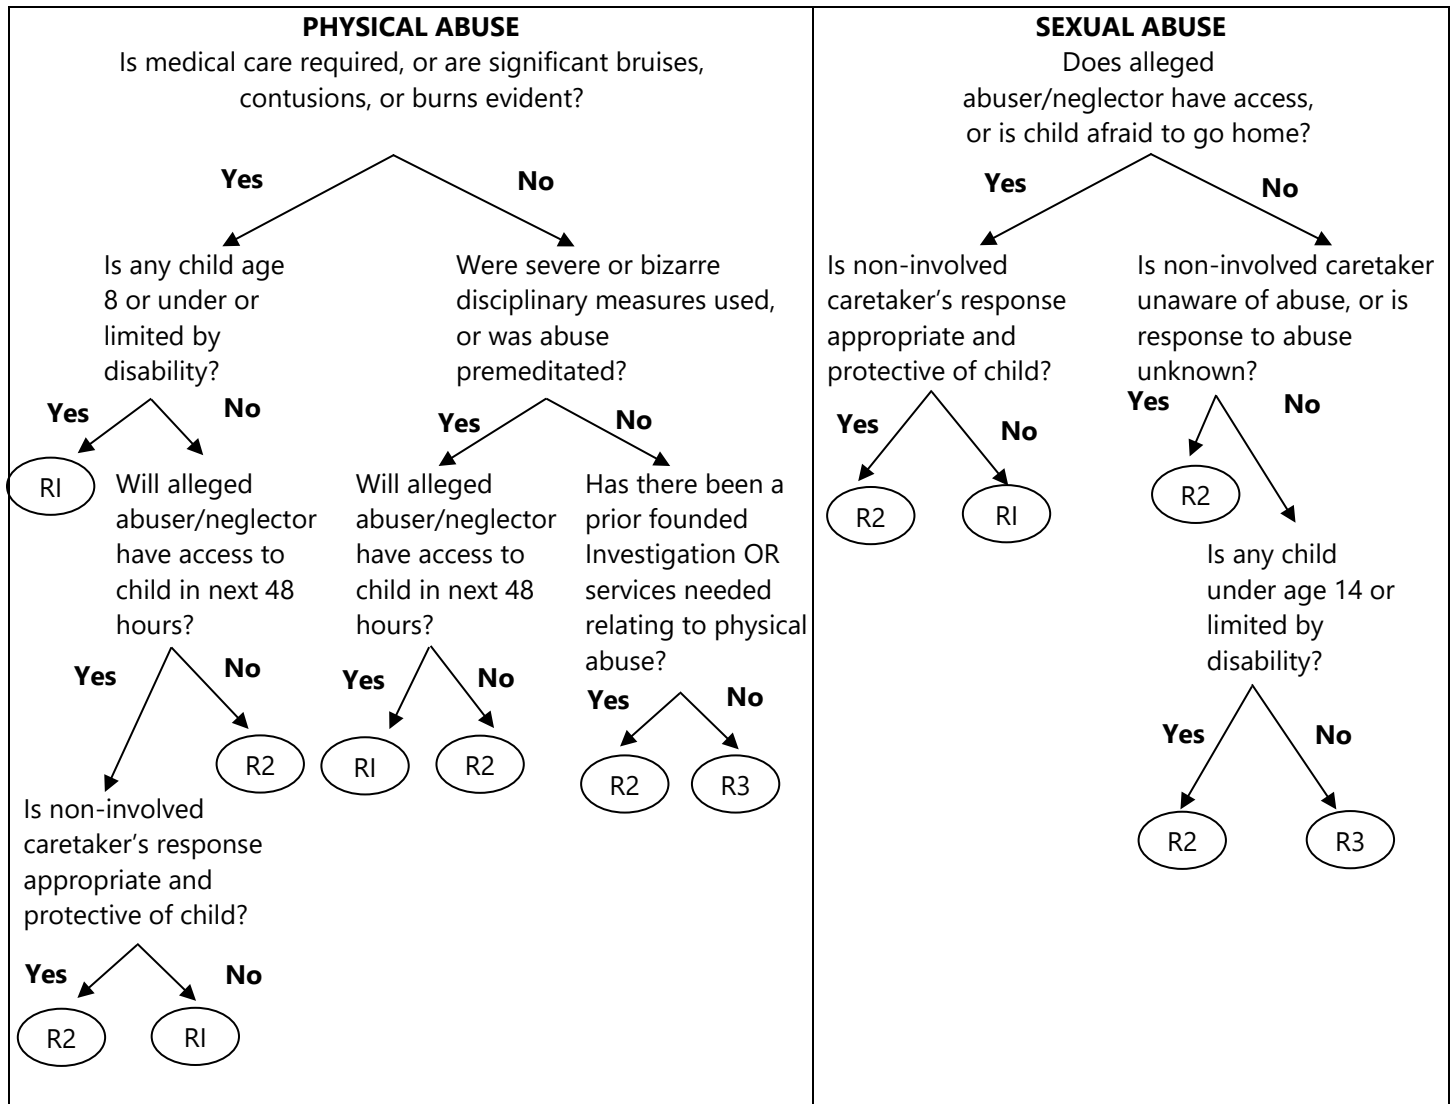 PHYSICAL ABUSE
Is medical care required, or are significant bruises,
contusions, or burns evident?
Yes
No
Is any child age
8 or under or
limited by
disability?
Were severe or bizarre
disciplinary measures used,
or was abuse
premeditated?
Yes
No
Yes
No
RI
Will alleged
abuser/neglector
have access to
child in next 48
hours?
Will alleged
abuser/neglector
have access to
child in next 48
hours?
Has there been a
prior founded
Investigation OR
services needed
relating to physical
abuse?
Yes
No
Yes
No
Yes
No
R2
RI
R2
R2
R3
Is non-involved
caretaker’s response
appropriate and
protective of child?
Yes
No
R2
RI
SEXUAL ABUSE
Does alleged
abuser/neglector have access,
or is child afraid to go home?
Yes
No
Is non-involved
caretaker’s response
appropriate and
protective of child?
Is non-involved caretaker
unaware of abuse, or is
response to abuse
unknown?
Yes
No
Yes
No
R2
RI
R2
Is any child
under age 14 or
limited by
disability?
Yes
No
R2
R3